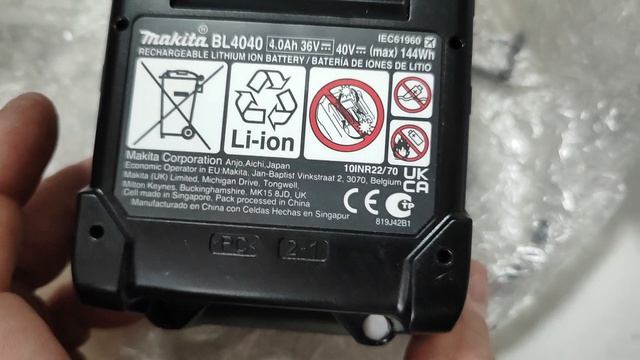 makita® BL4040 4.0Ah 36V⎓ 40V⎓ (max) 144Wh
IEC61960
RECHARGEABLE LITHIUM ION BATTERY / BATERÍA DE IONES DE LITIO
Li-ion
10INR22/70
Makita Corporation Anjo,Aichi,Japan
Economic Operator in EU:Makita, Jan-Baptist Vinkstraat 2, 3070, Belgium
Makita (UK) Limited, Michigan Drive, Tongwell,
Milton Keynes, Buckinghamshire, MK15 8JD, UK
Cell made in Singapore, Pack processed in China
Manufacturado en China con Celdas Hechas en Singapur
UK
CA
CE
819J42B1
PC
2-1